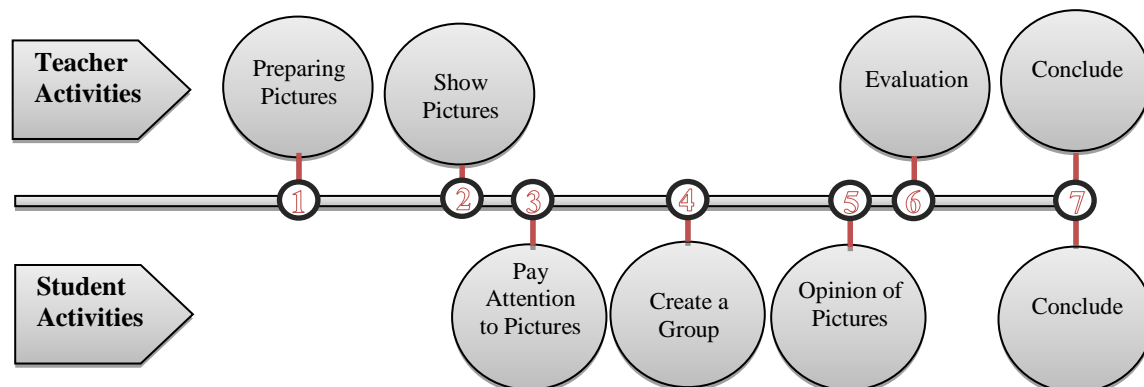 Teacher
Activities
Preparing
Pictures
Show
Pictures
Evaluation
Conclude
1
2
3
4
5
6
7
Student
Activities
Pay
Attention
to Pictures
Create a
Group
Opinion of
Pictures
Conclude